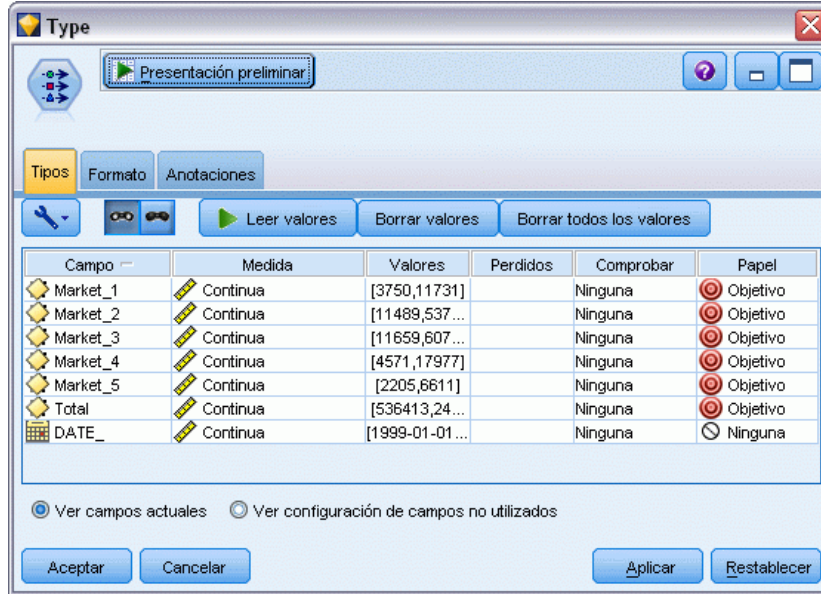 Type
Presentación preliminar
Tipos Formato Anotaciones
Leer valores Borrar valores Borrar todos los valores
Campo Medida Valores Perdidos Comprobar Papel
Market_1 Continua [3750,11731] Ninguna Objetivo
Market_2 Continua [11489,537... Ninguna Objetivo
Market_3 Continua [11659,607... Ninguna Objetivo
Market_4 Continua [4571,17977] Ninguna Objetivo
Market_5 Continua [2205,6611] Ninguna Objetivo
Total Continua [536413,24... Ninguna Objetivo
DATE_ Continua [1999-01-01... Ninguna Ninguna
Ver campos actuales Ver configuración de campos no utilizados
Aceptar Cancelar Aplicar Restablecer